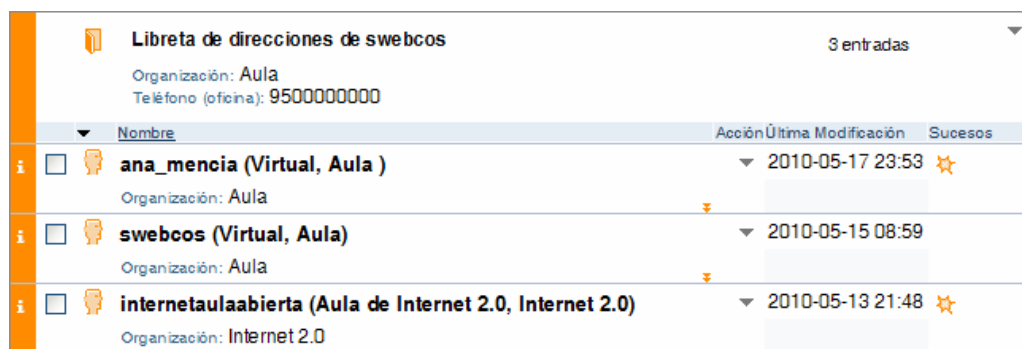 Libreta de direcciones de swebcos 3 entradas
Organización: Aula
Teléfono (oficina): 9500000000
Nombre Acción Última Modificación Sucesos
i ana_mencia (Virtual, Aula ) 2010-05-17 23:53
Organización: Aula
i swebcos (Virtual, Aula) 2010-05-15 08:59
Organización: Aula
i internetaulaabierta (Aula de Internet 2.0, Internet 2.0) 2010-05-13 21:48
Organización: Internet 2.0